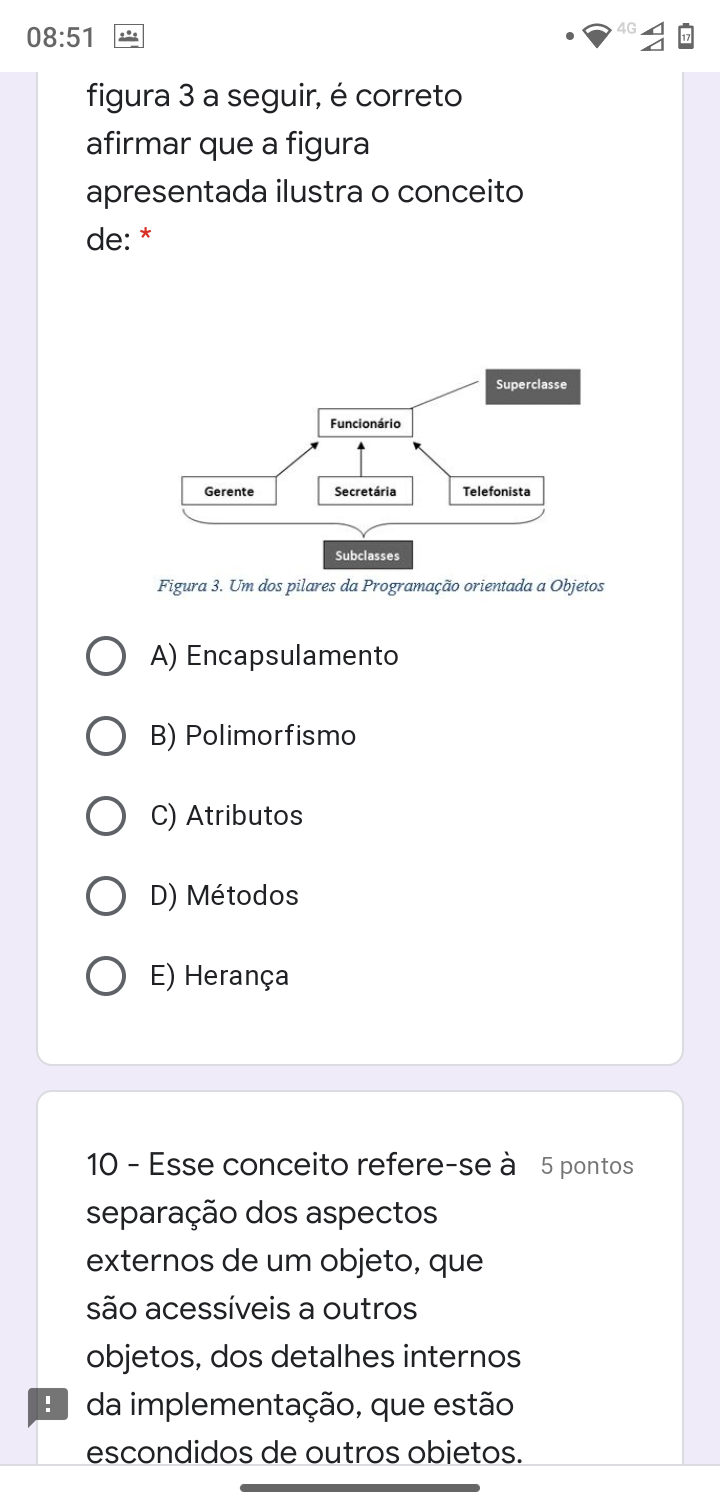 08:51
4G
17
figura 3 a seguir, é correto
afirmar que a figura
apresentada ilustra o conceito
de: *
Superclasse
Funcionário
Gerente
Secretária
Telefonista
Subclasses
Figura 3. Um dos pilares da Programação orientada a Objetos
A) Encapsulamento
B) Polimorfismo
C) Atributos
D) Métodos
E) Herança
10 - Esse conceito refere-se à
5 pontos
separação dos aspectos
externos de um objeto, que
são acessíveis a outros
objetos, dos detalhes internos
da implementação, que estão
escondidos de outros objetos.